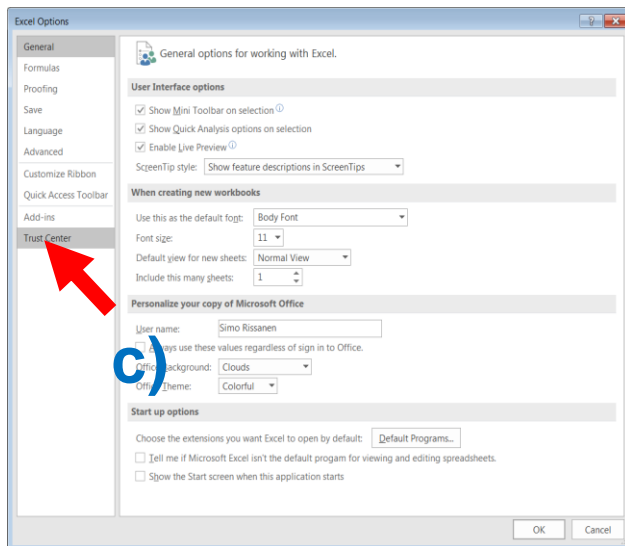 Excel Options
General
Formulas
Proofing
Save
Language
Advanced
Customize Ribbon
Quick Access Toolbar
Add-ins
Trust Center
General options for working with Excel.
User Interface options
Show Mini Toolbar on selection
Show Quick Analysis options on selection
Enable Live Preview
ScreenTip style: Show feature descriptions in ScreenTips
When creating new workbooks
Use this as the default font: Body Font
Font size: 11
Default view for new sheets: Normal View
Include this many sheets: 1
Personalize your copy of Microsoft Office
User name: Simo Rissanen
Always use these values regardless of sign in to Office.
c)
Office Background: Clouds
Office Theme: Colorful
Start up options
Choose the extensions you want Excel to open by default: Default Programs...
Tell me if Microsoft Excel isn't the default progam for viewing and editing spreadsheets.
Show the Start screen when this application starts
OK Cancel